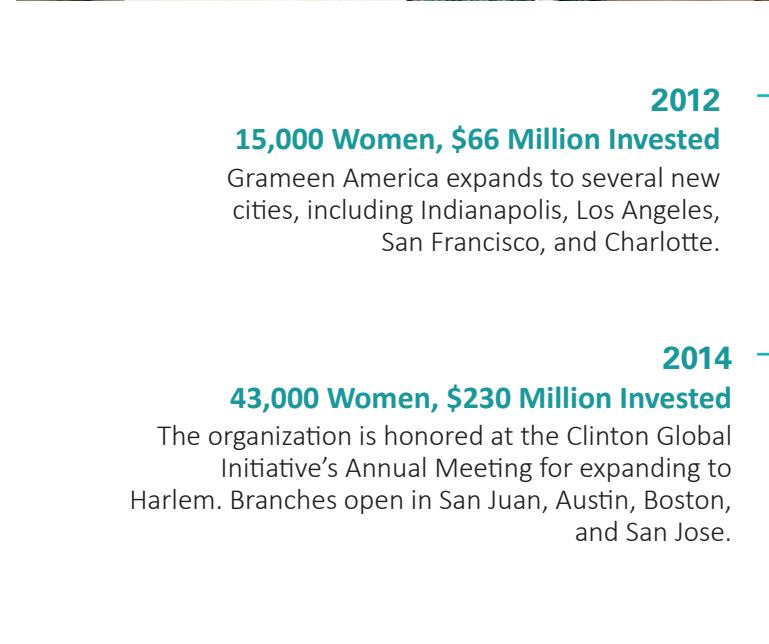 2012
15,000 Women, $66 Million Invested
Grameen America expands to several new
cities, including Indianapolis, Los Angeles,
San Francisco, and Charlotte.
2014
43,000 Women, $230 Million Invested
The organization is honored at the Clinton Global
Initiative’s Annual Meeting for expanding to
Harlem. Branches open in San Juan, Austin, Boston,
and San Jose.